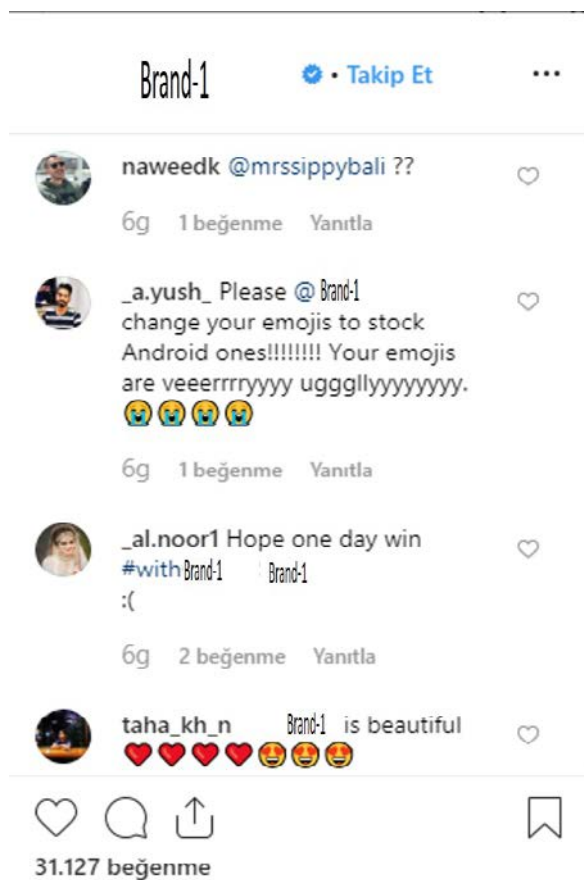 Brand-1 • Takip Et
naweedk @mrssippybali ??
6g 1 beğenme Yanıtla
_a.yush_ Please @ Brand-1
change your emojis to stock
Android ones!!!!!!!! Your emojis
are veeerrrryyyy ugggllyyyyyyyy.
😭😭😭😭
6g 1 beğenme Yanıtla
_al.noor1 Hope one day win
#with Brand-1 Brand-1
:(
6g 2 beğenme Yanıtla
taha_kh_n Brand-1 is beautiful
❤❤❤❤😍😍😍
31.127 beğenme